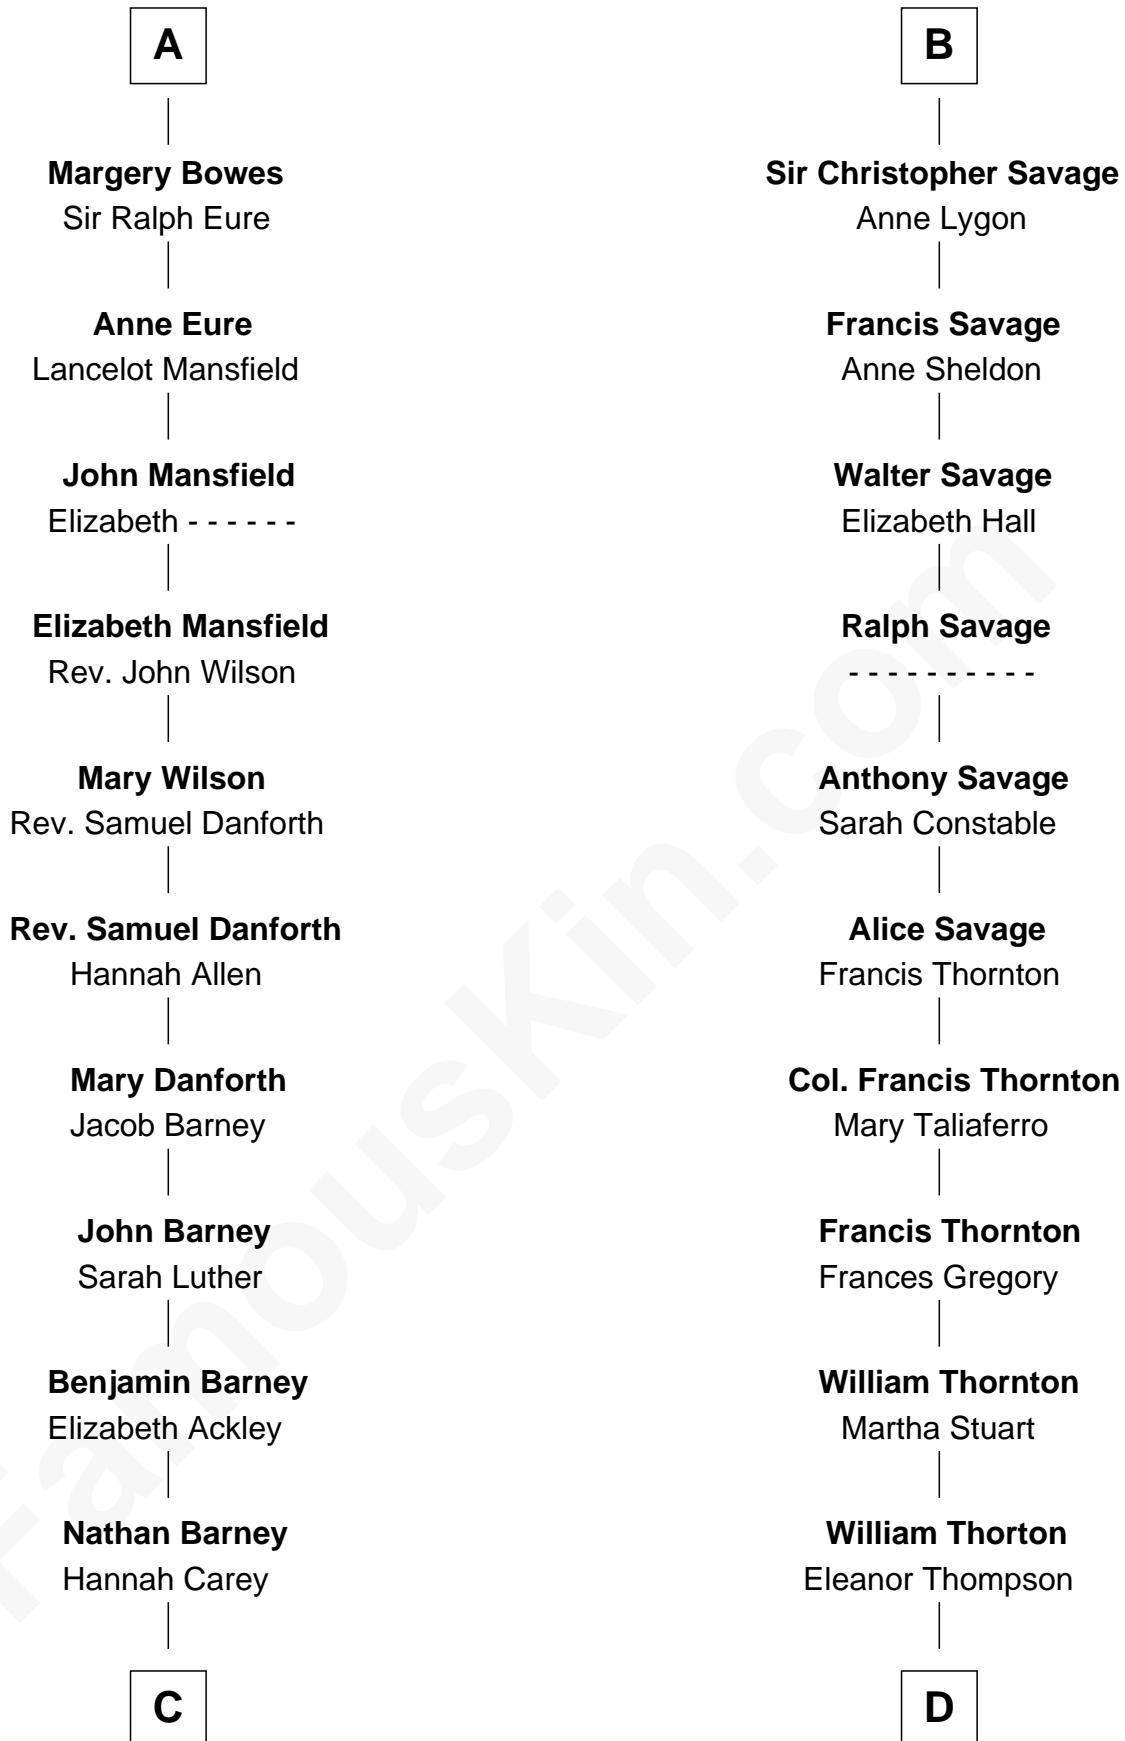 A
Margery Bowes
Sir Ralph Eure
Anne Eure
Lancelot Mansfield
John Mansfield
Elizabeth - - - - - -
Elizabeth Mansfield
Rev. John Wilson
Mary Wilson
Rev. Samuel Danforth
Rev. Samuel Danforth
Hannah Allen
Mary Danforth
Jacob Barney
John Barney
Sarah Luther
Benjamin Barney
Elizabeth Ackley
Nathan Barney
Hannah Carey
C
B
Sir Christopher Savage
Anne Lygon
Francis Savage
Anne Sheldon
Walter Savage
Elizabeth Hall
Ralph Savage
- - - - - - - - - -
Anthony Savage
Sarah Constable
Alice Savage
Francis Thornton
Col. Francis Thornton
Mary Taliaferro
Francis Thornton
Frances Gregory
William Thornton
Martha Stuart
William Thorton
Eleanor Thompson
D
FamousKin.com